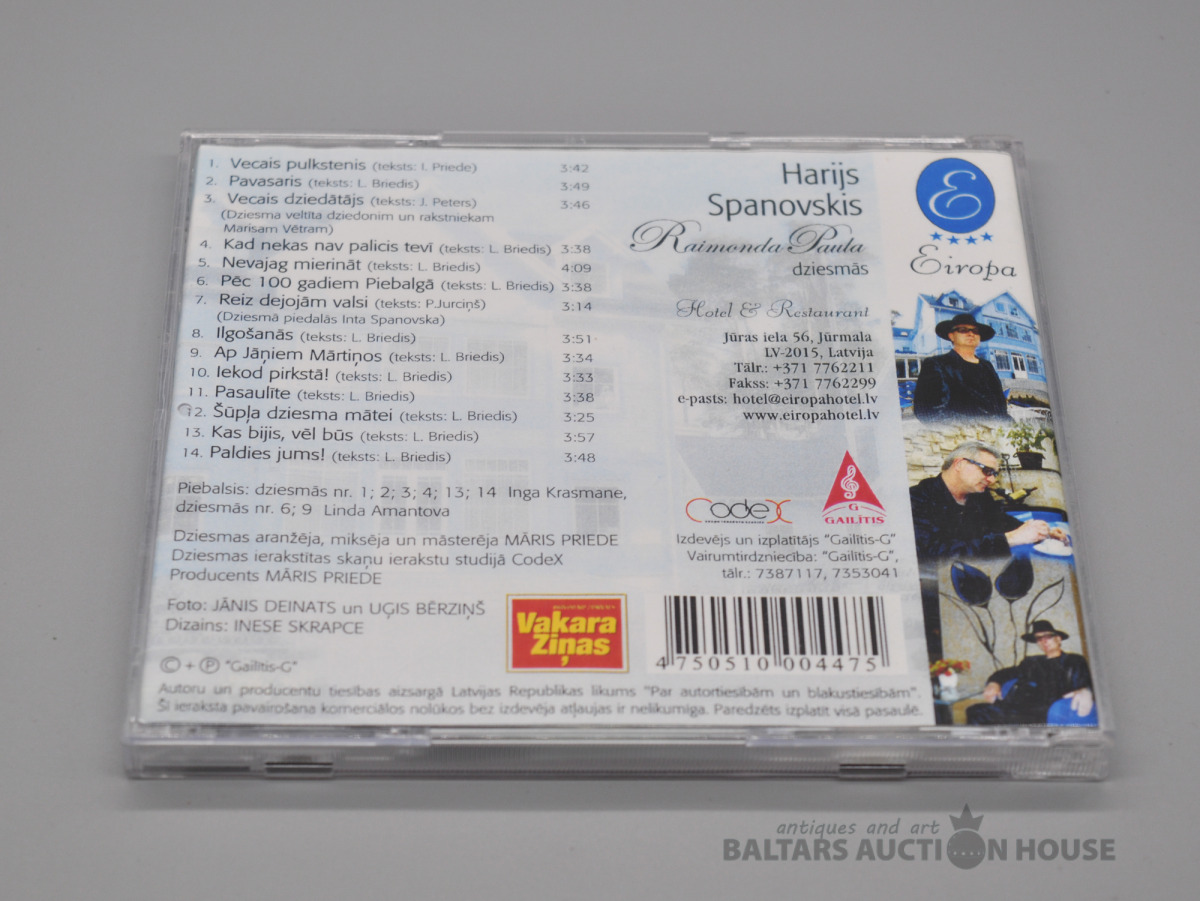 1. Vecais pulkstenis (teksts: I. Priede) 3:42
2. Pavasaris (teksts: L. Briedis) 3:49
3. Vecais dziedātājs (teksts: J. Peters) 3:46
(Dziesma veltīta dziedonim un rakstniekam
Marisam Vētram)
4. Kad nekas nav palicis tevī (teksts: L. Briedis) 3:38
5. Nevajag mierināt (teksts: L. Briedis) 4:09
6. Pēc 100 gadiem Piebalgā (teksts: L. Briedis) 3:38
7. Reiz dejojām valsi (teksts: P.Jurciņš) 3:14
(Dziesmā piedalās Inta Spanovska)
8. Ilgošanās (teksts: L. Briedis) 3:51
9. Ap Jāņiem Mārtiņos (teksts: L. Briedis) 3:34
10. Iekod pirkstā! (teksts: L. Briedis) 3:33
11. Pasaulīte (teksts: L. Briedis) 3:38
12. Šūpļa dziesma mātei (teksts: L. Briedis) 3:25
13. Kas bijis, vēl būs (teksts: L. Briedis) 3:57
14. Paldies jums! (teksts: L. Briedis) 3:48
Piebalsis: dziesmās nr. 1; 2; 3; 4; 13; 14 Inga Krasmane,
dziesmās nr. 6; 9 Linda Amantova
Dziesmas aranžēja, miksēja un māsterēja MĀRIS PRIEDE
Dziesmas ierakstītas skaņu ierakstu studijā CodeX
Producents MĀRIS PRIEDE
Foto: JĀNIS DEINATS un UĢIS BĒRZIŅŠ
Dizains: INESE SKRAPCE
© + ℗ "Gailītis-G"
Vakara
Ziņas
Harijs
Spanovskis
Raimonda Paula
dziesmās
Hotel & Restaurant
Jūras iela 56, Jūrmala
LV-2015, Latvija
Tālr.: +371 7762211
Fakss: +371 7762299
e-pasts: hotel@eiropahotel.lv
www.eiropahotel.lv
CodeX
G
GAILĪTIS
Izdevējs un izplatītājs "Gailītis-G"
Vairumtirdzniecība: "Gailītis-G",
tālr.: 7387117, 7353041
4 750510 004475
E
Eiropa
Autoru un producentu tiesības aizsargā Latvijas Republikas likums "Par autortiesībām un blakustiesībām".
Šī ieraksta pavairošana komerciālos nolūkos bez izdevēja atļaujas ir nelikumīga. Paredzēts izplatīt visā pasaulē.
antiques and art
BALTARS AUCTION HOUSE